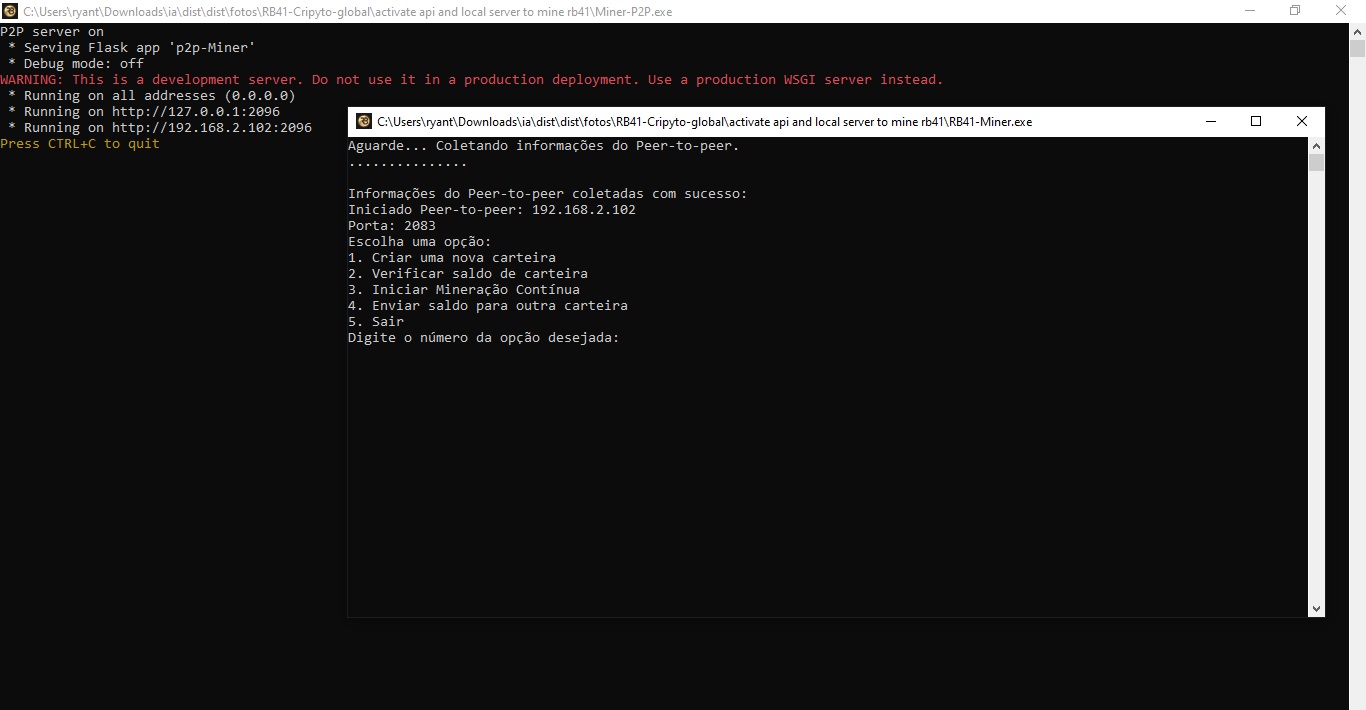 C:\Users\ryant\Downloads\ia\dist\dist\fotos\RB41-Cripyto-global\activate api and local server to mine rb41\Miner-P2P.exe
P2P server on
* Serving Flask app 'p2p-Miner'
* Debug mode: off
WARNING: This is a development server. Do not use it in a production deployment. Use a production WSGI server instead.
* Running on all addresses (0.0.0.0)
* Running on http://127.0.0.1:2096
* Running on http://192.168.2.102:2096
Press CTRL+C to quit
C:\Users\ryant\Downloads\ia\dist\dist\fotos\RB41-Cripyto-global\activate api and local server to mine rb41\RB41-Miner.exe
Aguarde... Coletando informações do Peer-to-peer.
...............
Informações do Peer-to-peer coletadas com sucesso:
Iniciado Peer-to-peer: 192.168.2.102
Porta: 2083
Escolha uma opção:
1. Criar uma nova carteira
2. Verificar saldo de carteira
3. Iniciar Mineração Contínua
4. Enviar saldo para outra carteira
5. Sair
Digite o número da opção desejada: